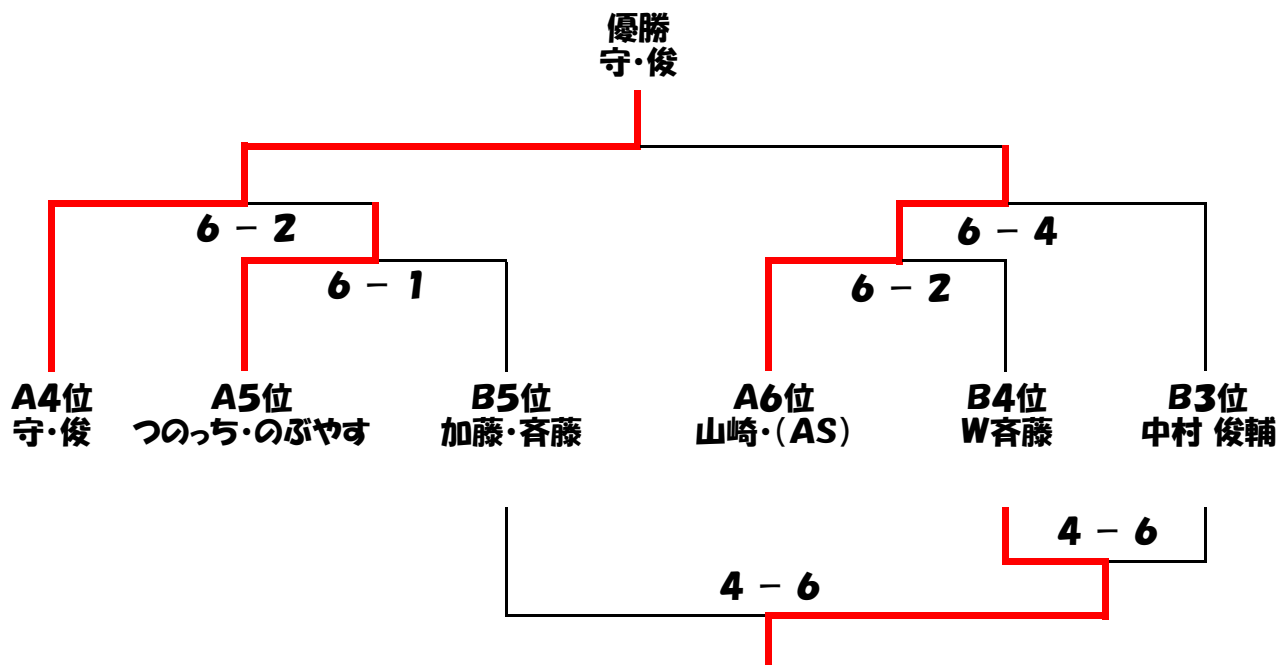 優勝
守・俊
6 - 2
6 - 4
6 - 1
6 - 2
A4位
守・俊
A5位
つのっち・のぶやす
B5位
加藤・斉藤
A6位
山崎・(AS)
B4位
W斉藤
B3位
中村 俊輔
4 - 6
4 - 6